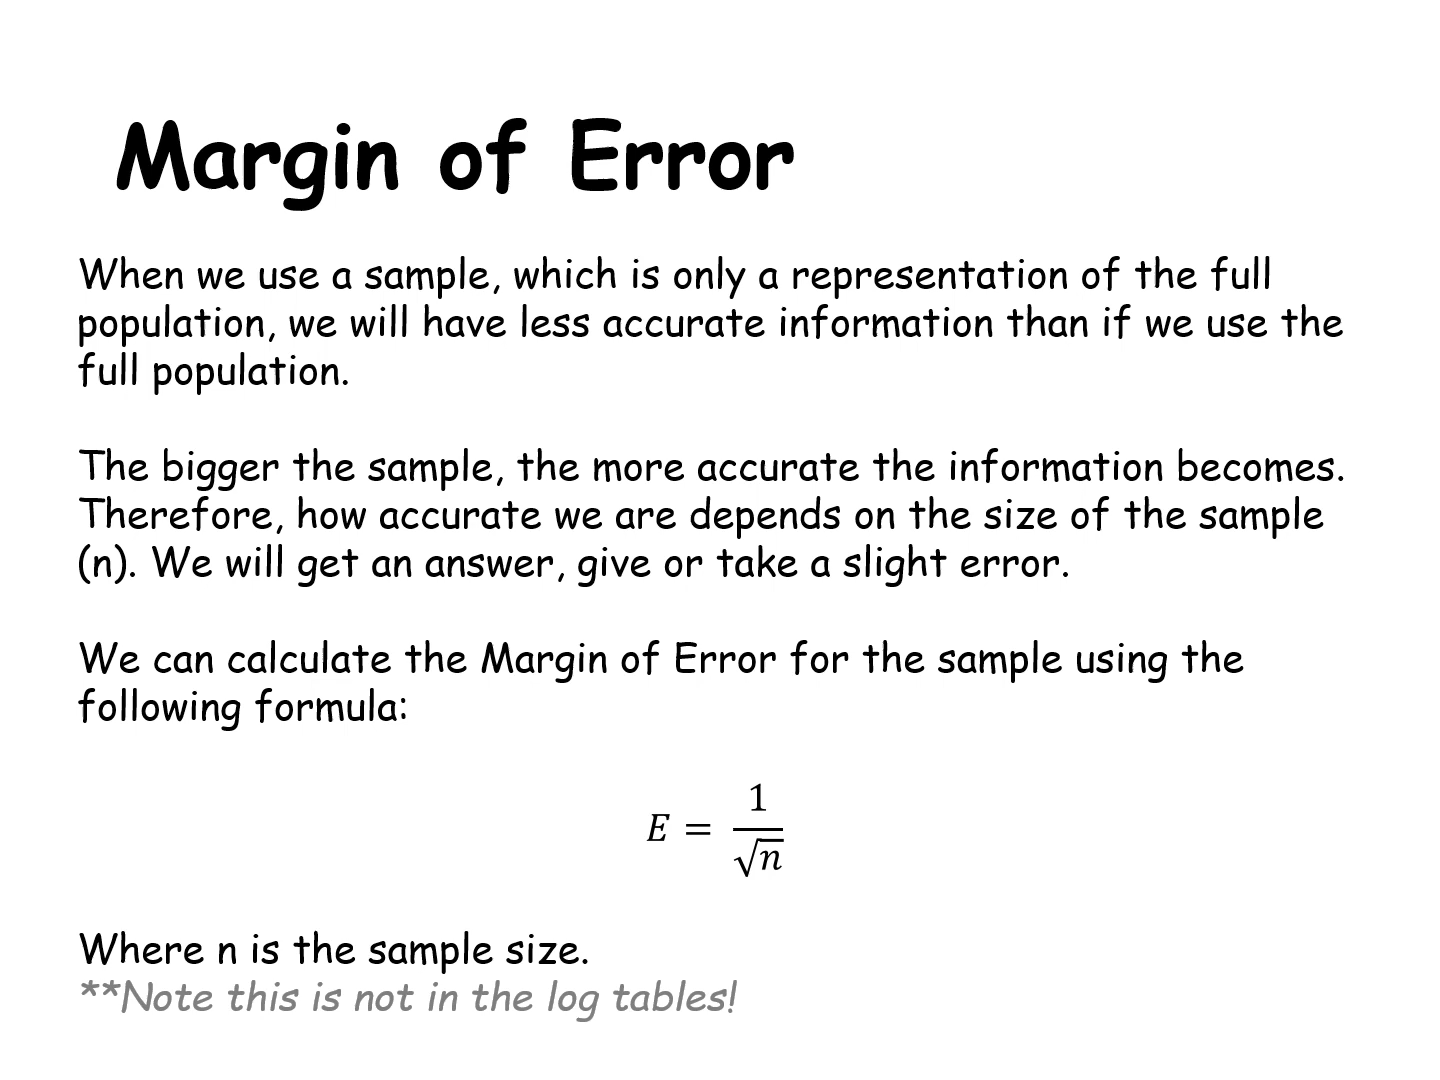 Margin of Error
When we use a sample, which is only a representation of the full
population, we will have less accurate information than if we use the
full population.
The bigger the sample, the more accurate the information becomes.
Therefore, how accurate we are depends on the size of the sample
(n). We will get an answer, give or take a slight error.
We can calculate the Margin of Error for the sample using the
following formula:
E = 1/√n
Where n is the sample size.
**Note this is not in the log tables!